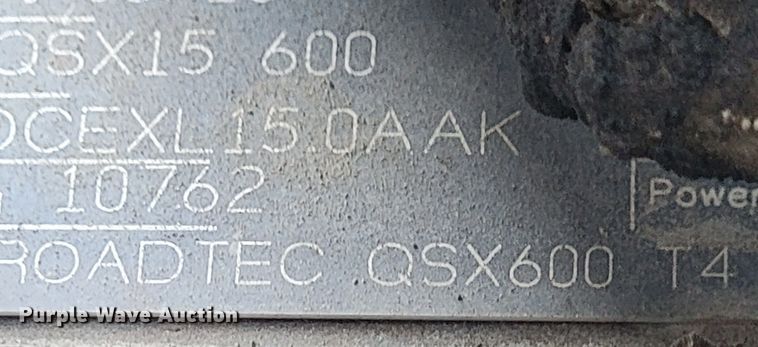 QSX15 600
DCEXL15.0AAK
10762
Power
ROADTEC QSX600 T4
Purple Wave Auction